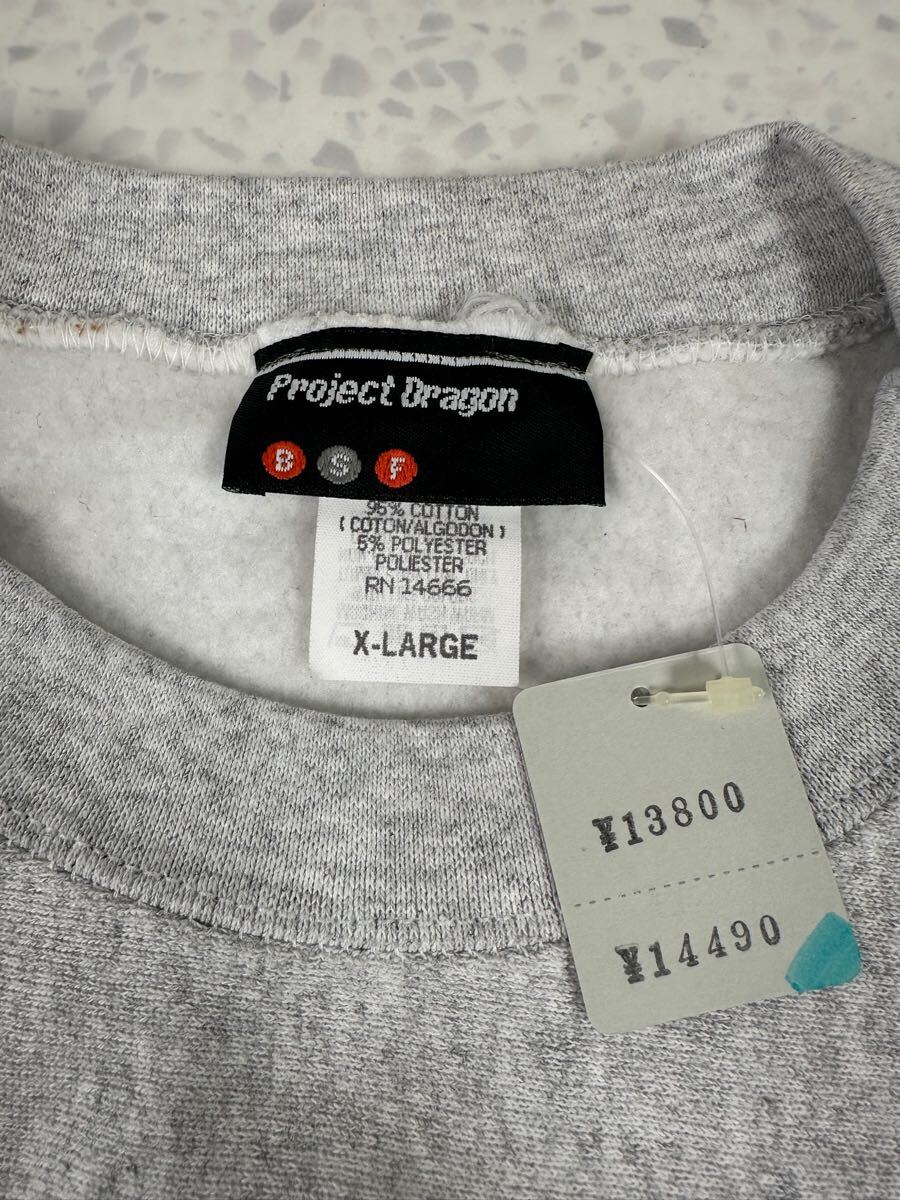 Project Dragon
B S F
95% COTTON
(COTON/ALGODON)
5% POLYESTER
POLIESTER
RN 14666
X-LARGE
¥13800
¥14490